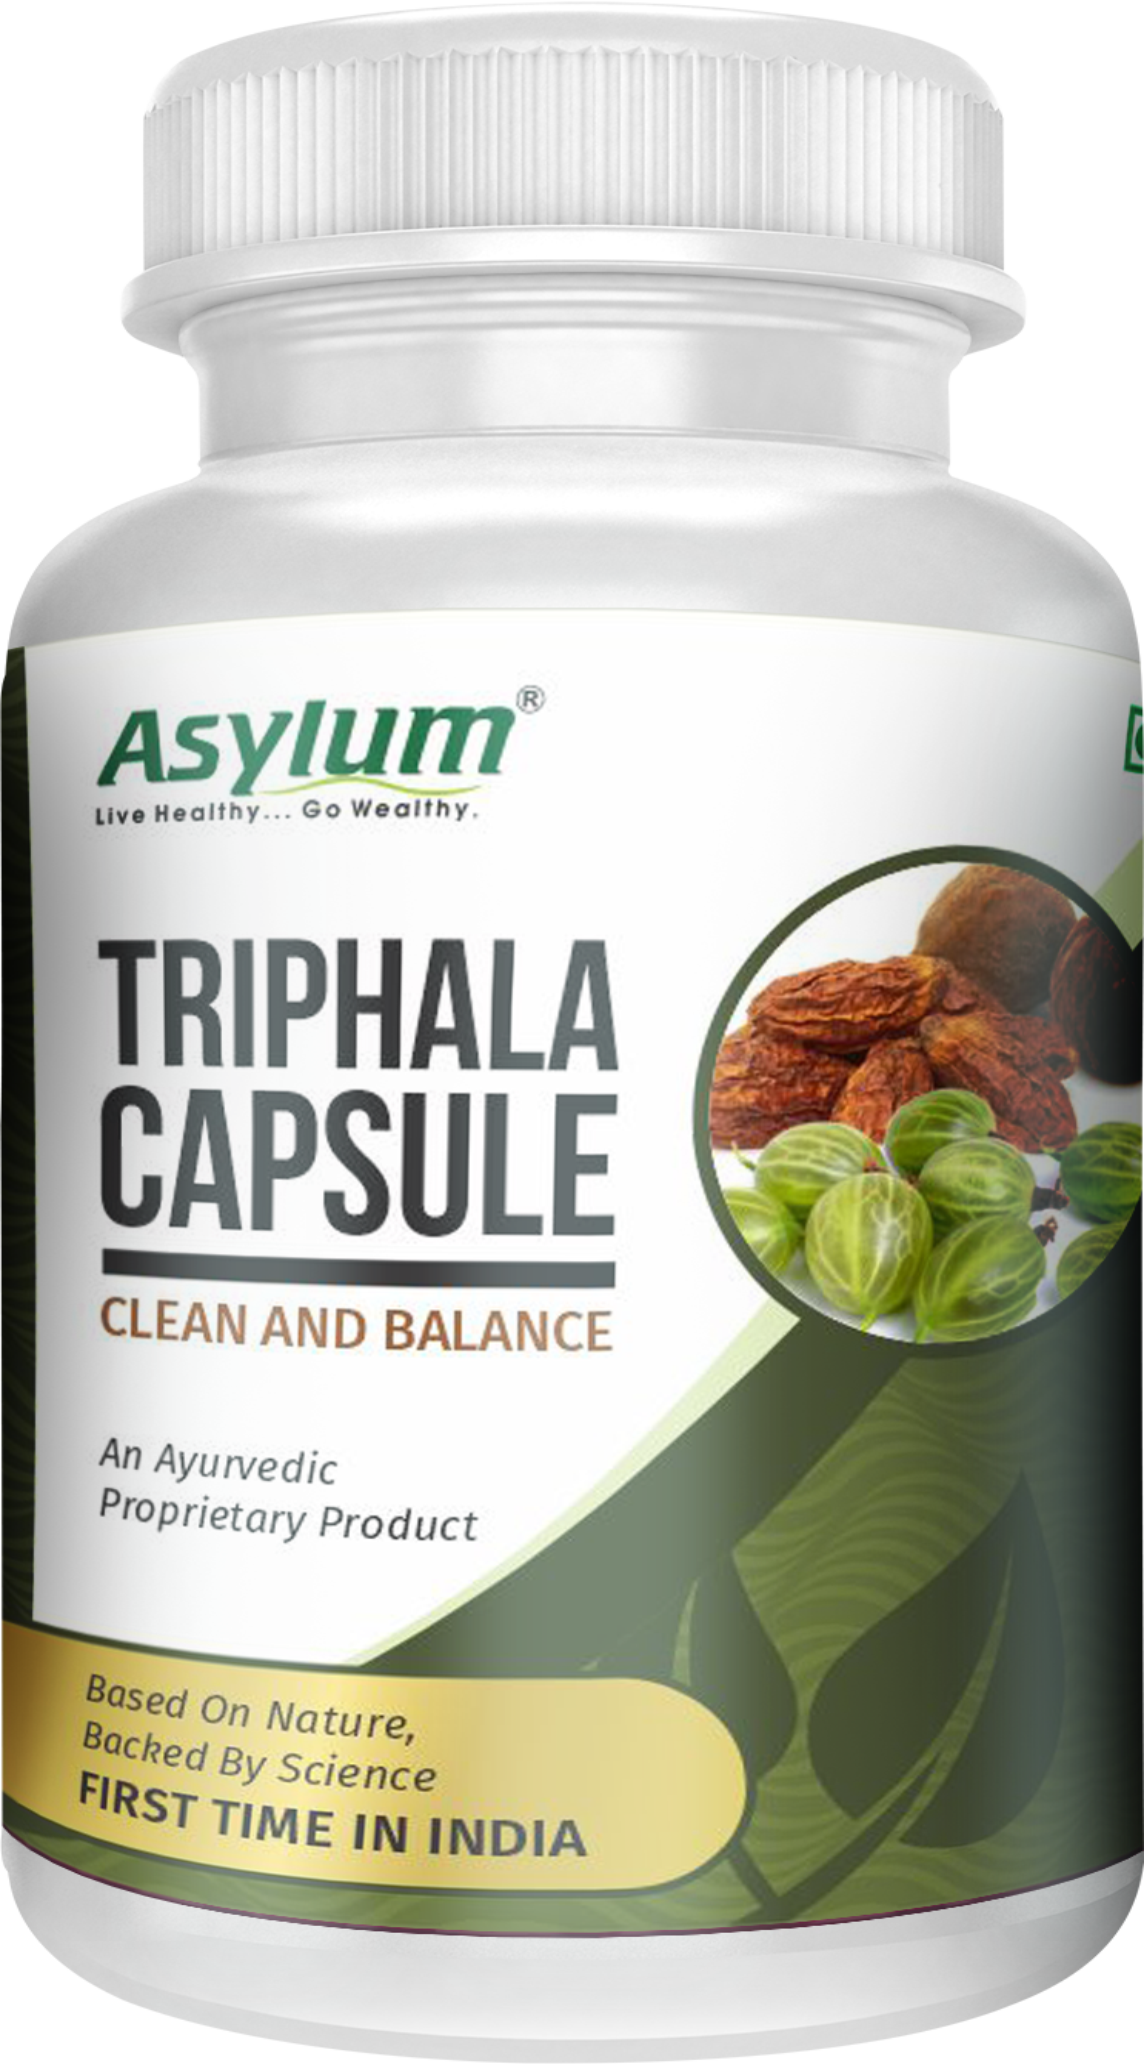 Asylum®
Live Healthy... Go Wealthy.
TRIPHALA
CAPSULE
CLEAN AND BALANCE
An Ayurvedic
Proprietary Product
Based On Nature,
Backed By Science
FIRST TIME IN INDIA